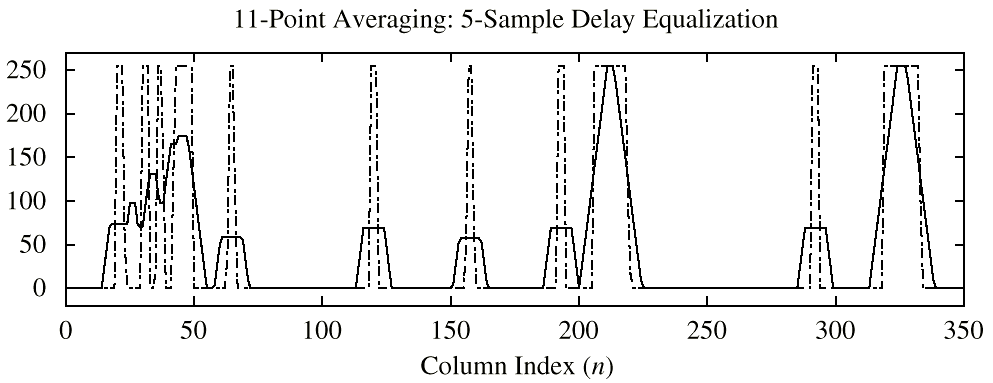 11-Point Averaging: 5-Sample Delay Equalization
250
200
150
100
50
0
0 50 100 150 200 250 300 350
Column Index (n)